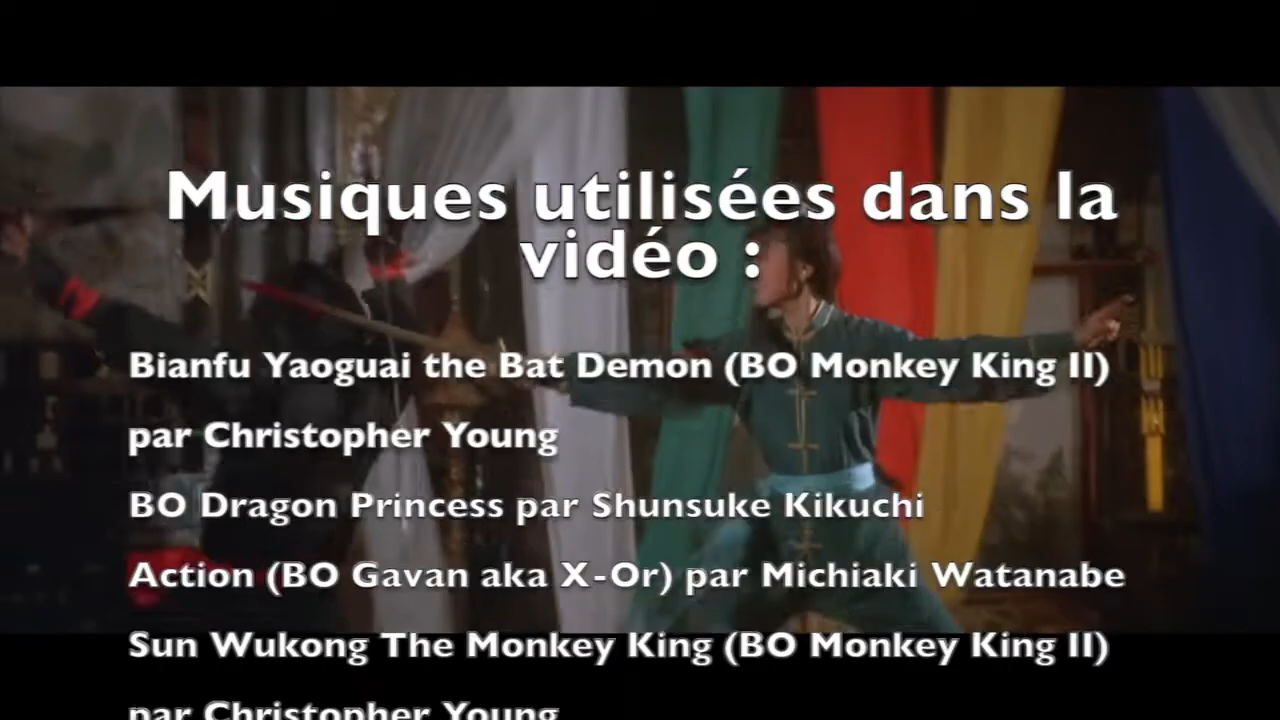 Musiques utilisées dans la
vidéo :
Bianfu Yaoguai the Bat Demon (BO Monkey King II)
par Christopher Young
BO Dragon Princess par Shunsuke Kikuchi
Action (BO Gavan aka X-Or) par Michiaki Watanabe
Sun Wukong The Monkey King (BO Monkey King II)
par Christopher Young